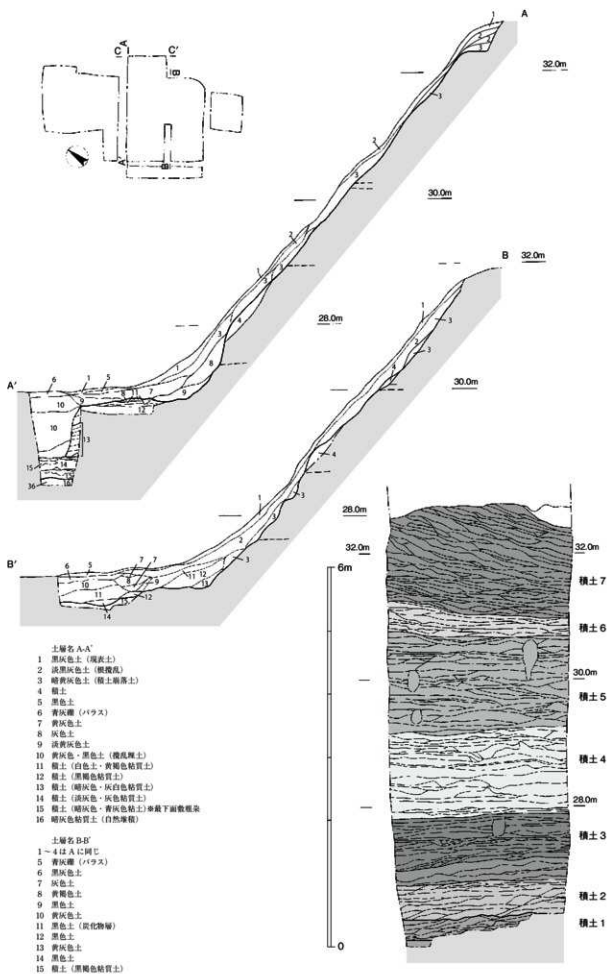 A
C
C'
B
A'
B'
A
32.0m
30.0m
28.0m
A'
B
32.0m
30.0m
28.0m
B'
土層名 A-A'
1 黒灰色土（現表土）
2 淡黒灰色土（根攪乱）
3 暗黄灰色土（積土崩落土）
4 積土
5 黒色土
6 青灰礫（バラス）
7 黄灰色土
8 灰色土
9 淡黄灰色土
10 黄灰色・黒色土（攪乱埋土）
11 積土（白色土・黄褐色粘質土）
12 積土（黒褐色粘質土）
13 積土（暗灰色・灰白色粘質土）
14 積土（淡灰色・灰色粘質土）
15 積土（暗灰色・青灰色粘土）※最下面敷粗朶
16 暗灰色粘質土（自然堆積）
土層名 B-B'
1～4はAに同じ
5 青灰礫（バラス）
6 黒灰色土
7 灰色土
8 黄褐色土
9 黒色土
10 黄灰色土
11 黒色土（炭化物層）
12 黒色土
13 黄灰色土
14 黒色土
15 積土（黒褐色粘質土）
6m
0
32.0m
30.0m
28.0m
積土7
積土6
積土5
積土4
積土3
積土2
積土1